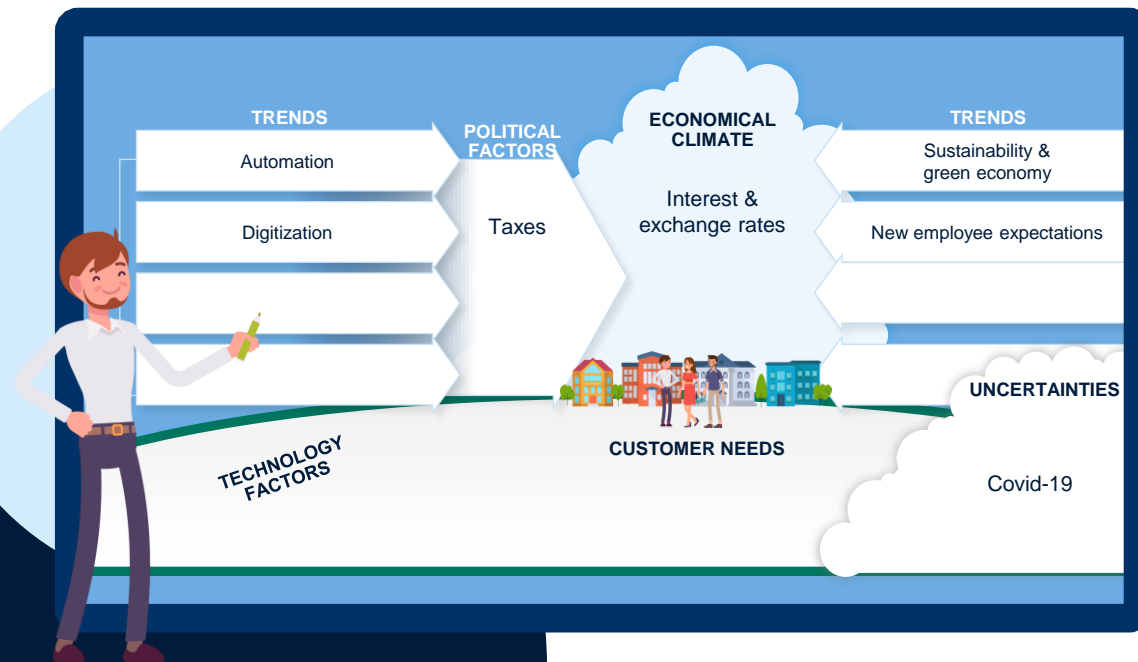 TRENDS
Automation
Digitization
POLITICAL
FACTORS
Taxes
ECONOMICAL
CLIMATE
Interest &
exchange rates
TRENDS
Sustainability &
green economy
New employee expectations
TECHNOLOGY
FACTORS
CUSTOMER NEEDS
UNCERTAINTIES
Covid-19